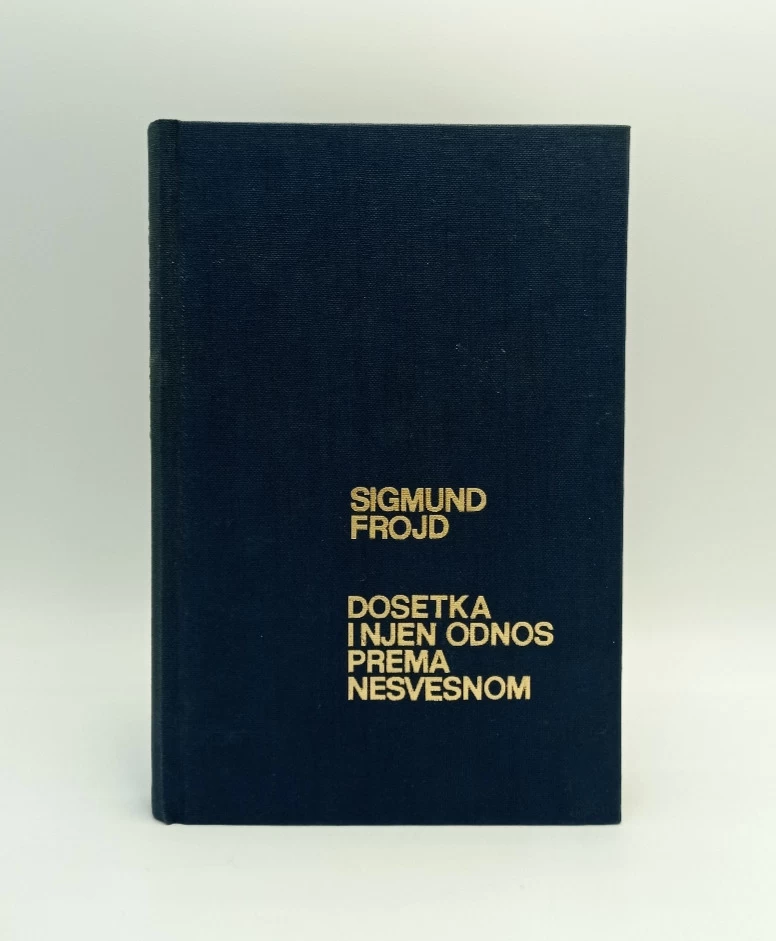 SIGMUND
FROJD
DOSETKA
I NJEN ODNOS
PREMA
NESVESNOM